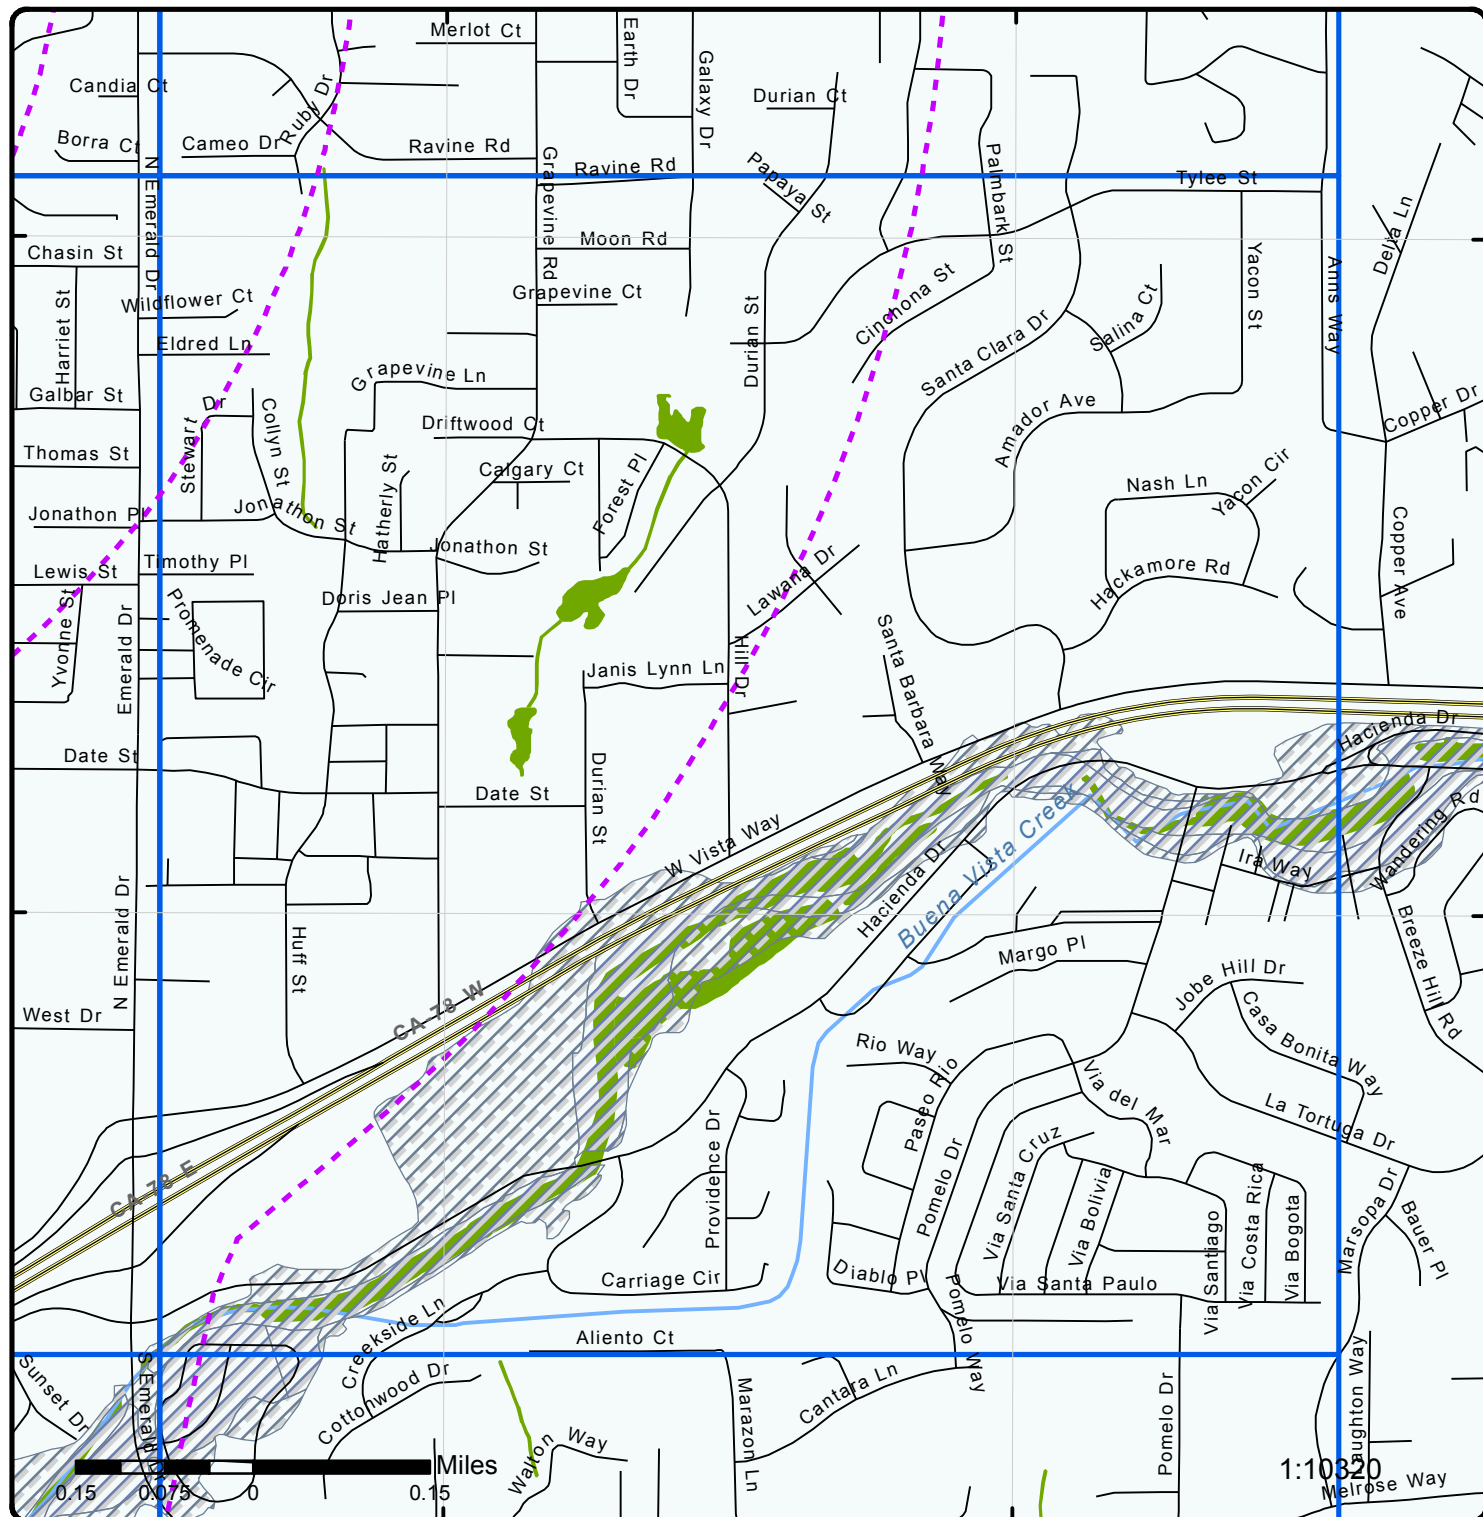 Merlot Ct
Earth Dr
Galaxy Dr
Candia Ct
Durian Ct
Ruby Dr
Borra Ct
Cameo Dr
Ravine Rd
Ravine Rd
Papaya St
Palmbark St
Tylee St
N Emerald Dr
Grapevine Rd
Delta Ln
Chasin St
Moon Rd
Yacon St
Anns Way
Harriet St
Wildflower Ct
Grapevine Ct
Cinchona St
Salina Ct
Eldred Ln
Durian St
Santa Clara Dr
Grapevine Ln
Galbar St
Stewart Dr
Collyn St
Driftwood Ct
Amador Ave
Copper Dr
Thomas St
Hatherly St
Calgary Ct
Forest Pl
Nash Ln
Yacon Cir
Jonathon Pl
Jonathon St
Jonathon St
Copper Ave
Lewis St
Timothy Pl
Lawana Dr
Hackamore Rd
Yvonne St
Emerald Dr
Promenade Cir
Doris Jean Pl
Janis Lynn Ln
Hill Dr
Santa Barbara Way
Date St
Hacienda Dr
Date St
Durian St
W Vista Way
Buena Vista Creek
Hacienda Dr
Ira Way
Wandering Rd
N Emerald Dr
Huff St
Margo Pl
Breeze Hill Rd
CA-78 W
Jobe Hill Dr
Casa Bonita Way
West Dr
Rio Way
Paseo Rio
Via del Mar
La Tortuga Dr
CA-78 E
Providence Dr
Pomelo Dr
Via Santa Cruz
Via Bolivia
Via Santiago
Via Costa Rica
Via Bogota
Marsopa Dr
Bauer Pl
Carriage Cir
Diablo Pl
Via Santa Paulo
Pomelo Way
Creekside Ln
Aliento Ct
Sunset Dr
S Emerald Dr
Cottonwood Dr
Marazon Ln
Cantara Ln
Pomelo Dr
Walton Way
Miles
0.15 0.075 0 0.15
1:10320
Melrose Way